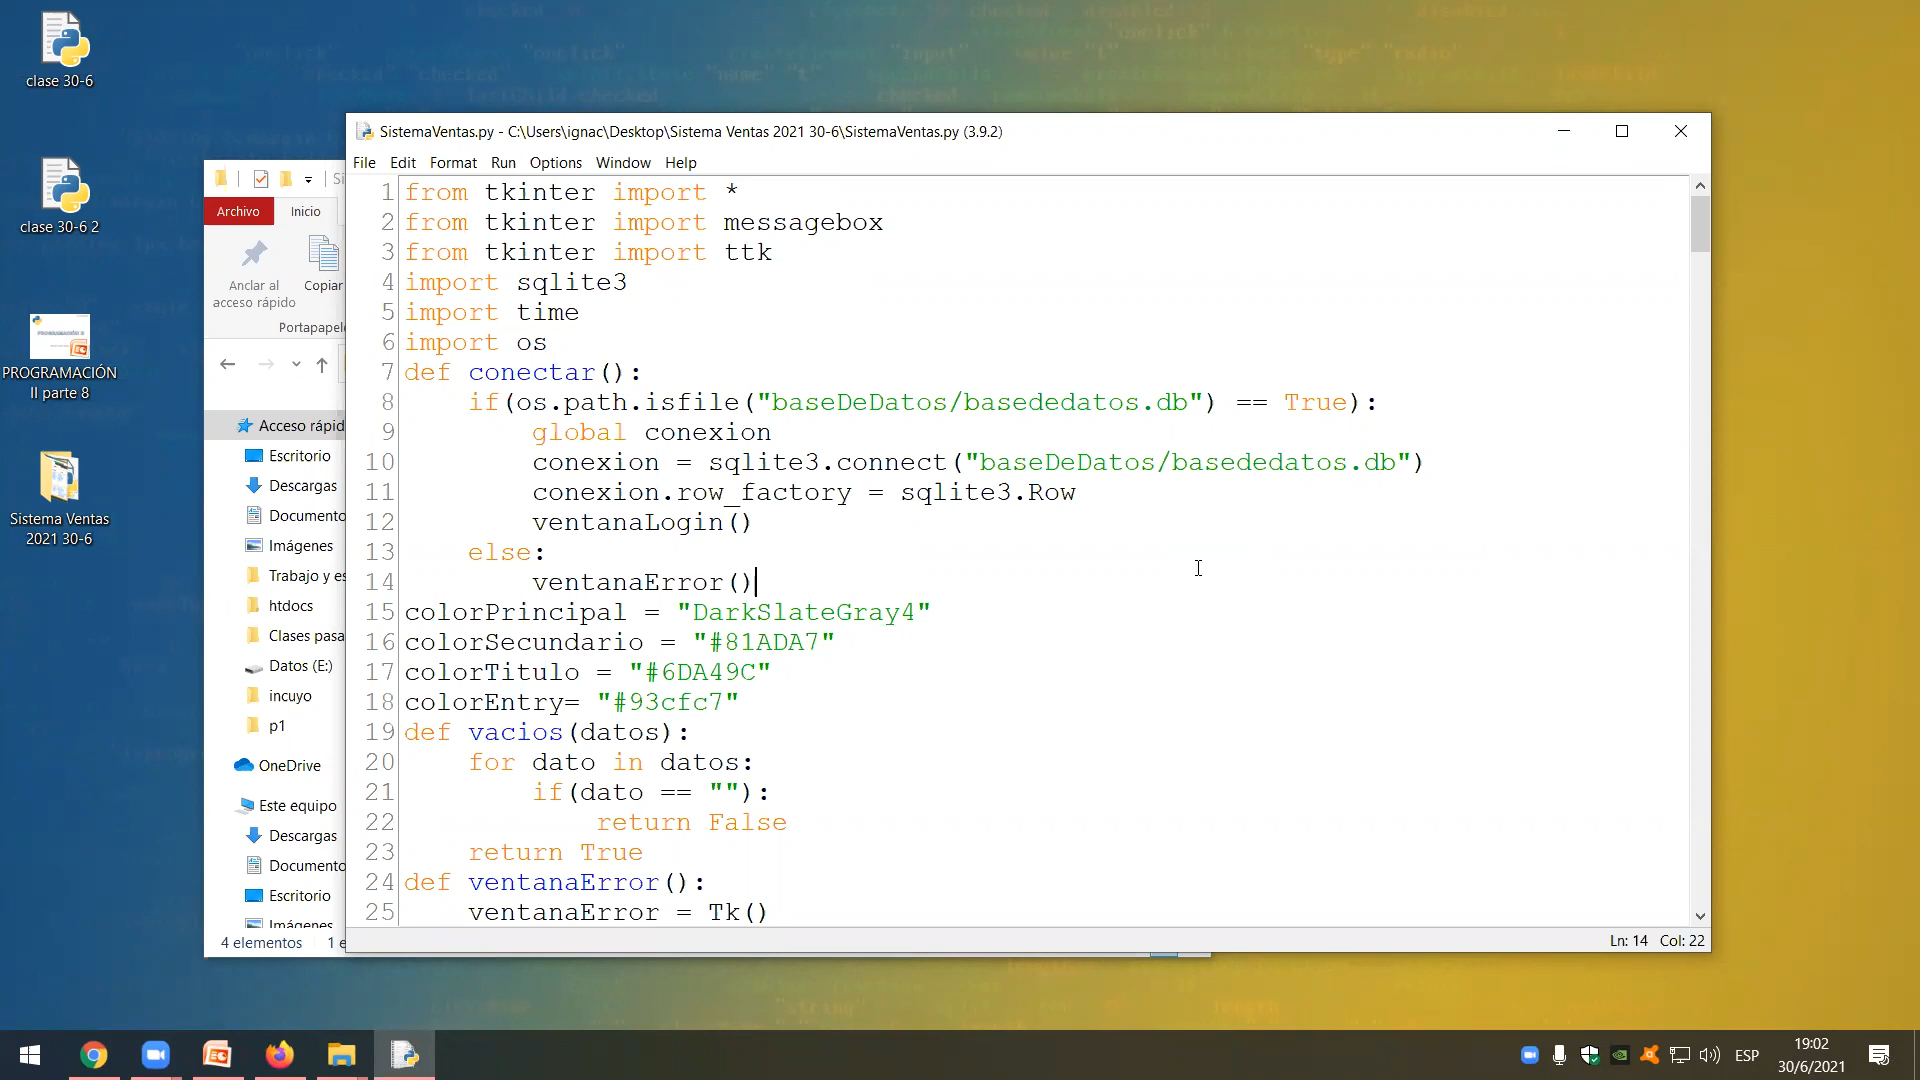 clase 30-6
clase 30-6 2
PROGRAMACIÓN
II parte 8
Sistema Ventas
2021 30-6
Archivo
Inicio
Anclar al
acceso rápido
Copiar
Portapapele
Acceso rápid
Escritorio
Descargas
Documento
Imágenes
Trabajo y es
htdocs
Clases pasa
Datos (E:)
incuyo
p1
OneDrive
Este equipo
Descargas
Documento
Escritorio
Imágenes
4 elementos
SistemaVentas.py - C:\Users\ignac\Desktop\Sistema Ventas 2021 30-6\SistemaVentas.py (3.9.2)
File Edit Format Run Options Window Help
1 from tkinter import *
2 from tkinter import messagebox
3 from tkinter import ttk
4 import sqlite3
5 import time
6 import os
7 def conectar():
8 if(os.path.isfile("baseDeDatos/basededatos.db") == True):
9 global conexion
10 conexion = sqlite3.connect("baseDeDatos/basededatos.db")
11 conexion.row_factory = sqlite3.Row
12 ventanaLogin()
13 else:
14 ventanaError()
15 colorPrincipal = "DarkSlateGray4"
16 colorSecundario = "#81ADA7"
17 colorTitulo = "#6DA49C"
18 colorEntry= "#93cfc7"
19 def vacios(datos):
20 for dato in datos:
21 if(dato == ""):
22 return False
23 return True
24 def ventanaError():
25 ventanaError = Tk()
Ln: 14 Col: 22
ESP
19:02
30/6/2021